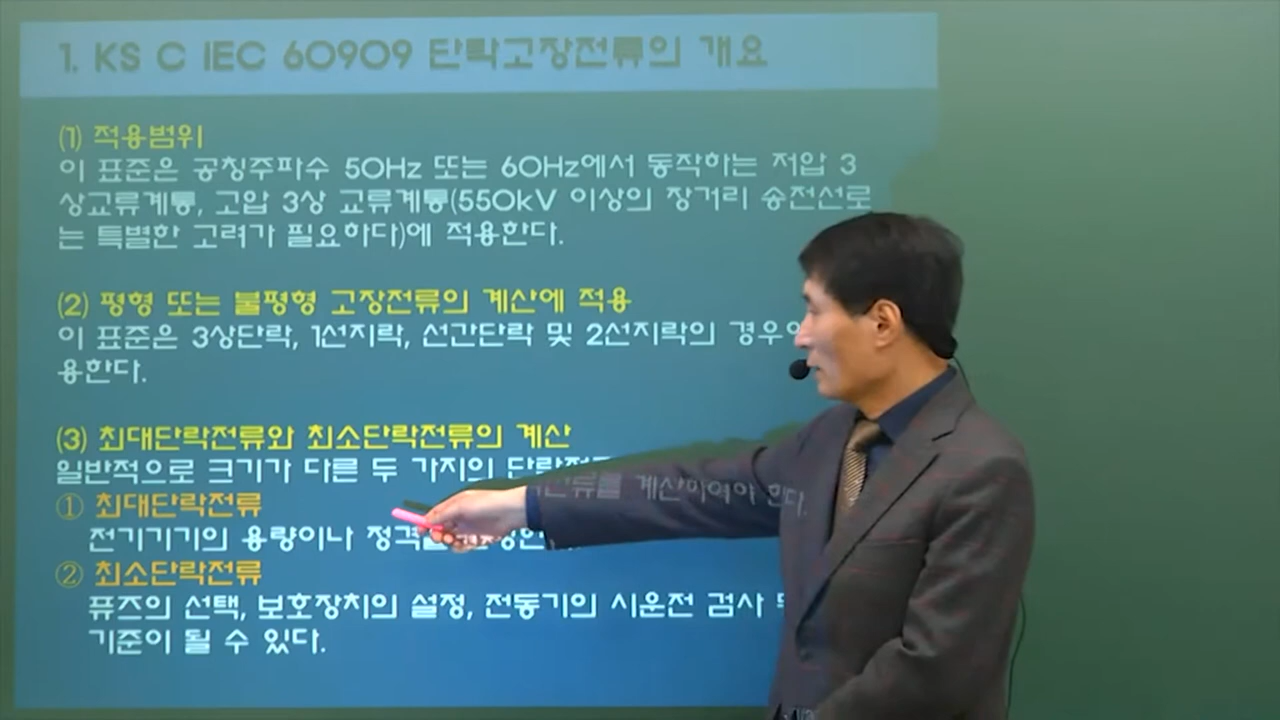 1. KS C IEC 60909 단락고장전류의 개요
(1) 적용범위
이 표준은 공칭주파수 50Hz 또는 60Hz에서 동작하는 저압 3
상교류계통, 고압 3상 교류계통(550kV 이상의 장거리 송전선로
는 특별한 고려가 필요하다)에 적용한다.
(2) 평형 또는 불평형 고장전류의 계산에 적용
이 표준은 3상단락, 1선지락, 선간단락 및 2선지락의 경우에
용한다.
(3) 최대단락전류와 최소단락전류의 계산
일반적으로 크기가 다른 두 가지의 단락전류를 계산하여야 한다.
① 최대단락전류
전기기기의 용량이나 정격을
② 최소단락전류
퓨즈의 선택, 보호장치의 설정, 전동기의 시운전 검사
기준이 될 수 있다.